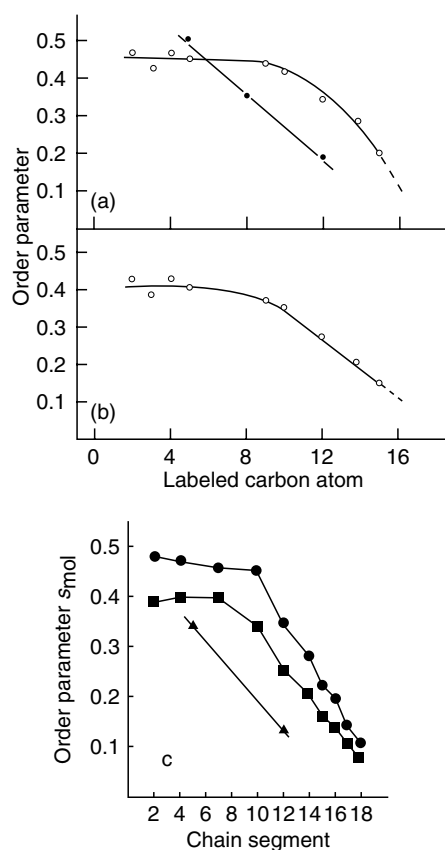 0.5
0.4
0.3
0.2
0.1
(a)
Order parameter
0.4
0.3
0.2
0.1
(b)
0 4 8 12 16
Labeled carbon atom
0.5
0.4
0.3
0.2
0.1
Order parameter smol
c
2 4 6 8 10 12 14 16 18
Chain segment